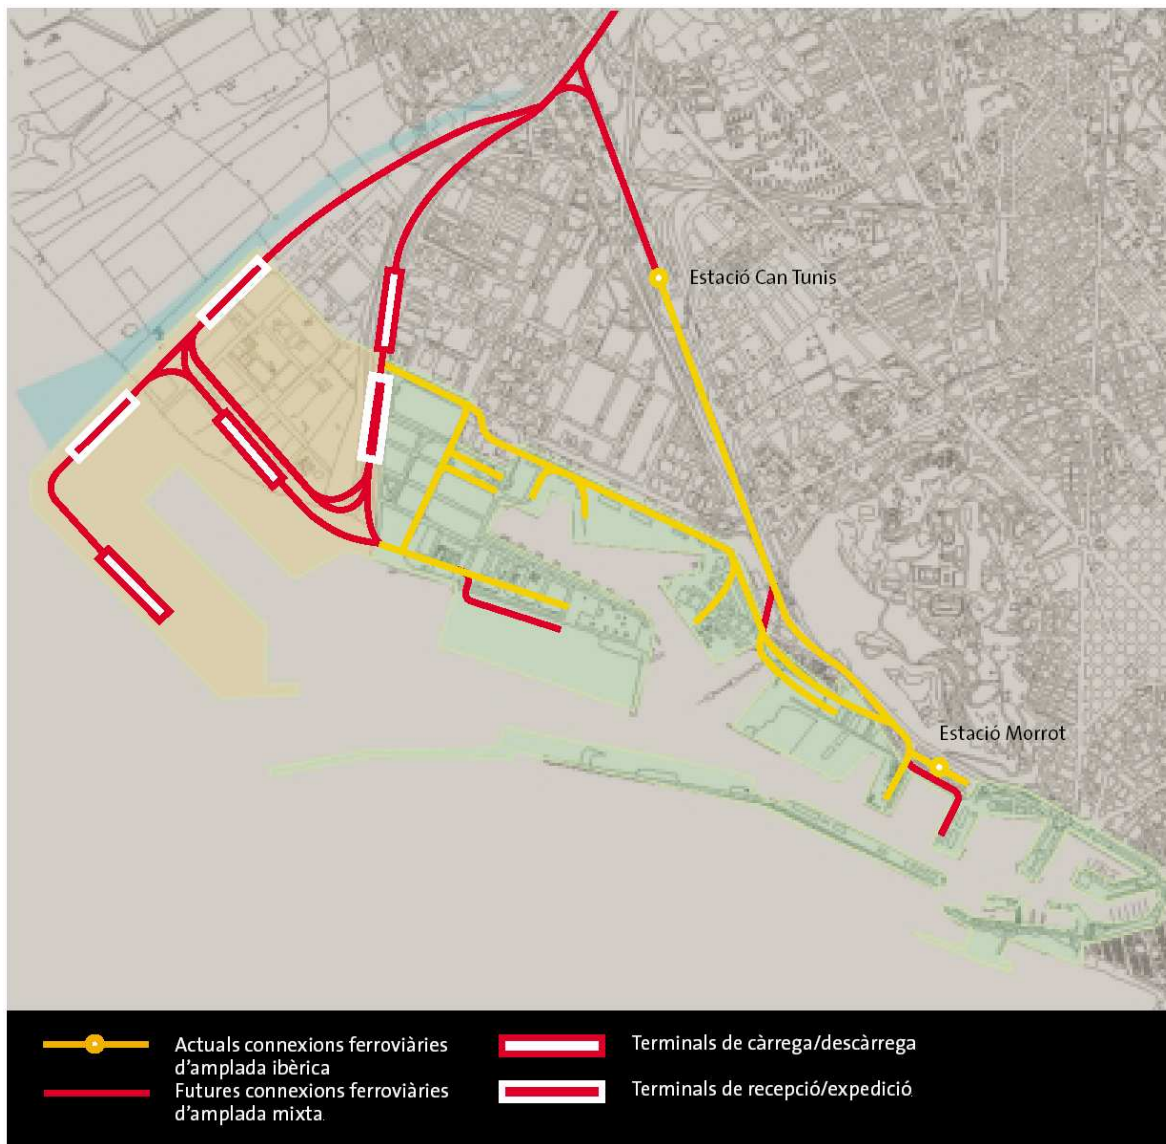 Estació Can Tunis
Estació Morrot
Actuals connexions ferroviàries
d'amplada ibèrica
Futures connexions ferroviàries
d'amplada mixta.
Terminals de càrrega/descàrrega
Terminals de recepció/expedició